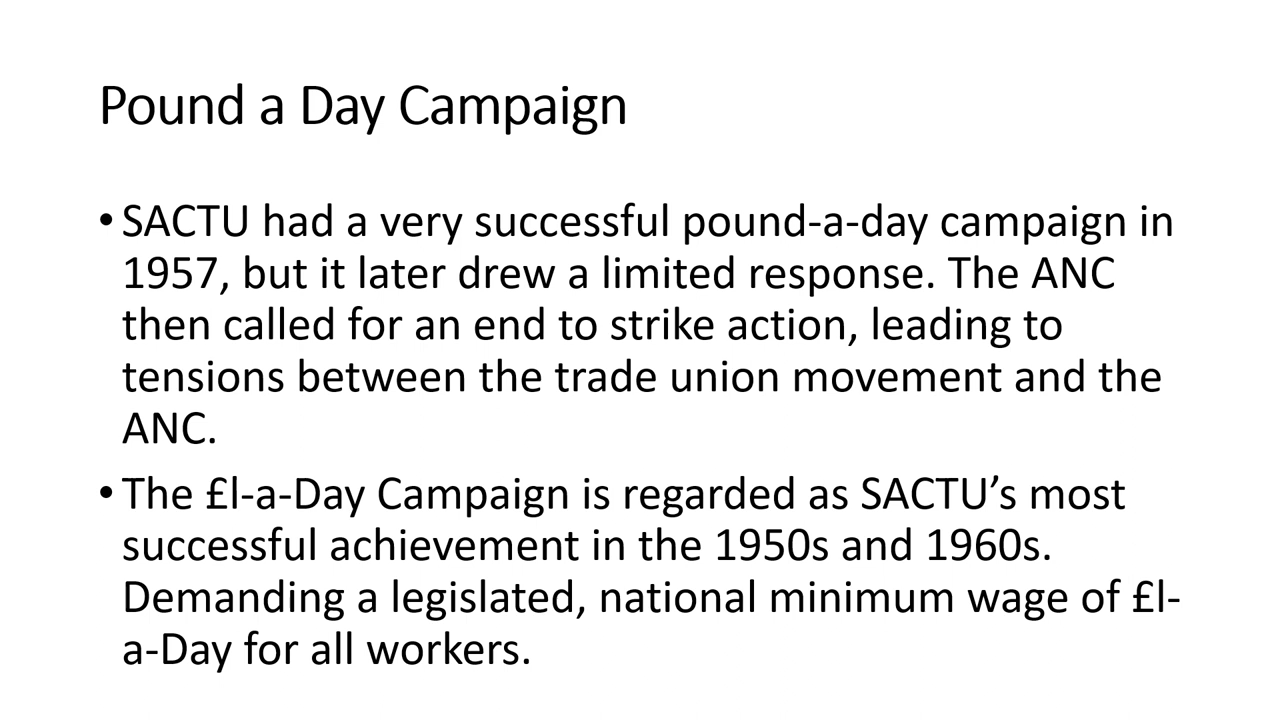 Pound a Day Campaign
• SACTU had a very successful pound-a-day campaign in
1957, but it later drew a limited response. The ANC
then called for an end to strike action, leading to
tensions between the trade union movement and the
ANC.
• The £l-a-Day Campaign is regarded as SACTU’s most
successful achievement in the 1950s and 1960s.
Demanding a legislated, national minimum wage of £l-
a-Day for all workers.